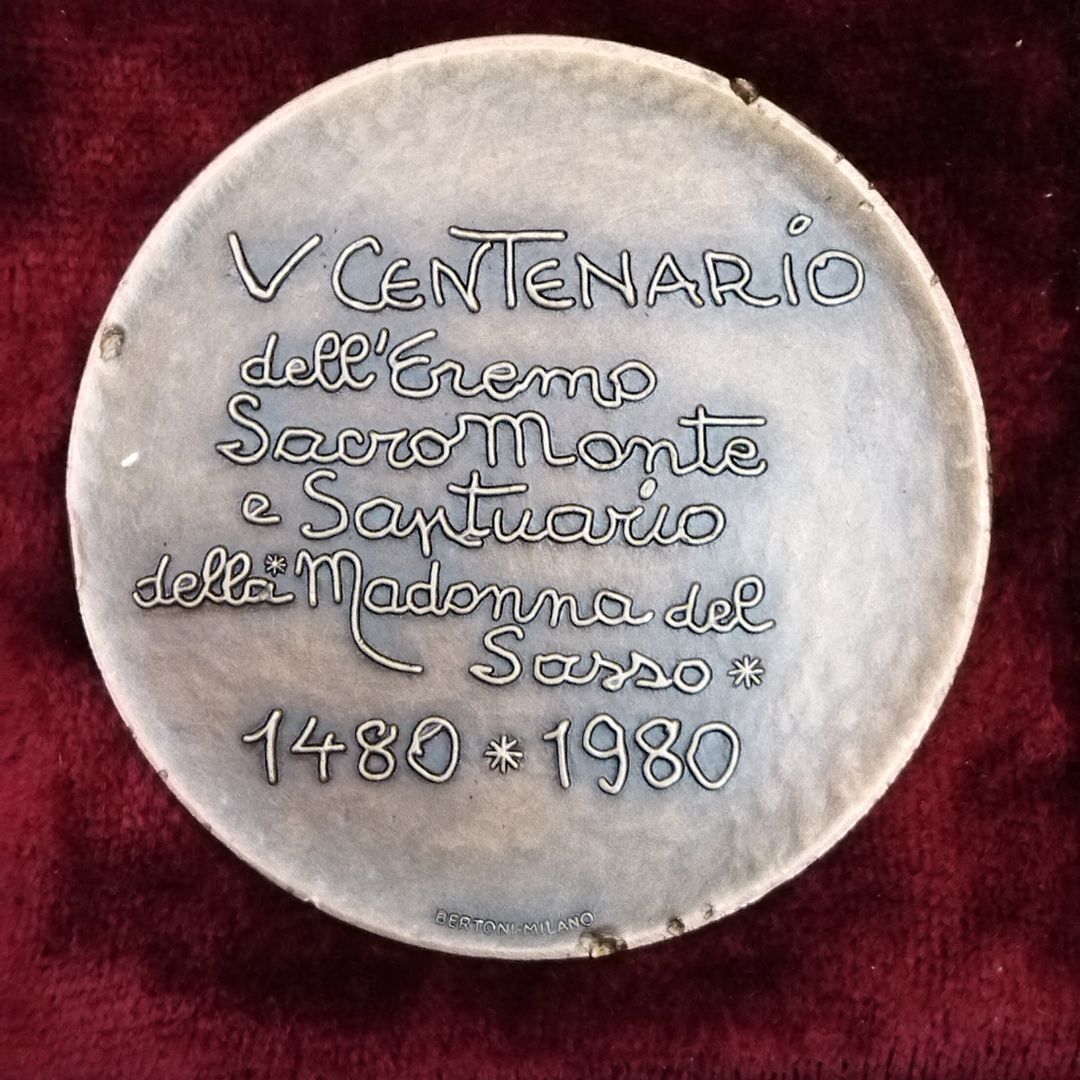 V CENTENARIO
dell'Eremo
Sacro Monte
e Santuario
della * Madonna del
Sasso *
1480 * 1980
BERTONI-MILANO